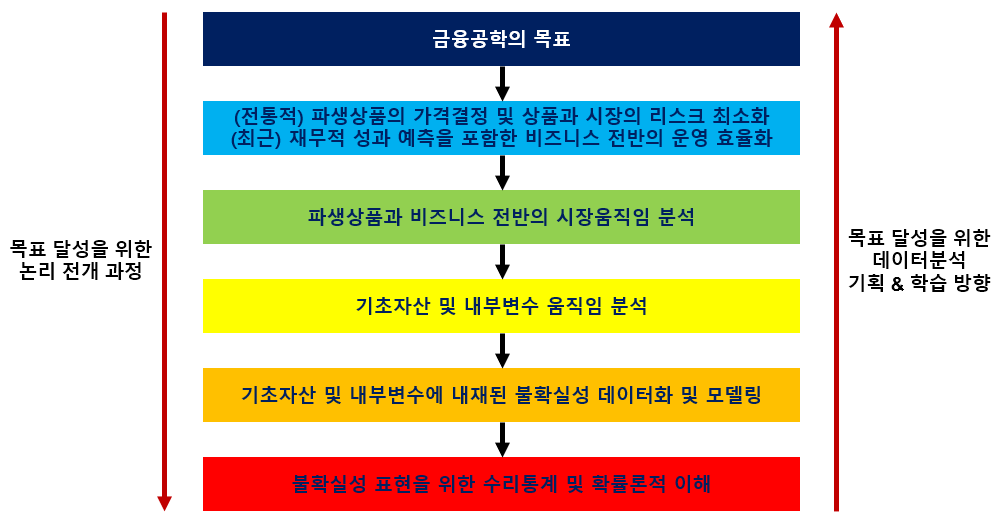 금융공학의 목표
(전통적) 파생상품의 가격결정 및 상품과 시장의 리스크 최소화
(최근) 재무적 성과 예측을 포함한 비즈니스 전반의 운영 효율화
파생상품과 비즈니스 전반의 시장움직임 분석
목표 달성을 위한
논리 전개 과정
목표 달성을 위한
데이터분석
기획 & 학습 방향
기초자산 및 내부변수 움직임 분석
기초자산 및 내부변수에 내재된 불확실성 데이터화 및 모델링
불확실성 표현을 위한 수리통계 및 확률론적 이해